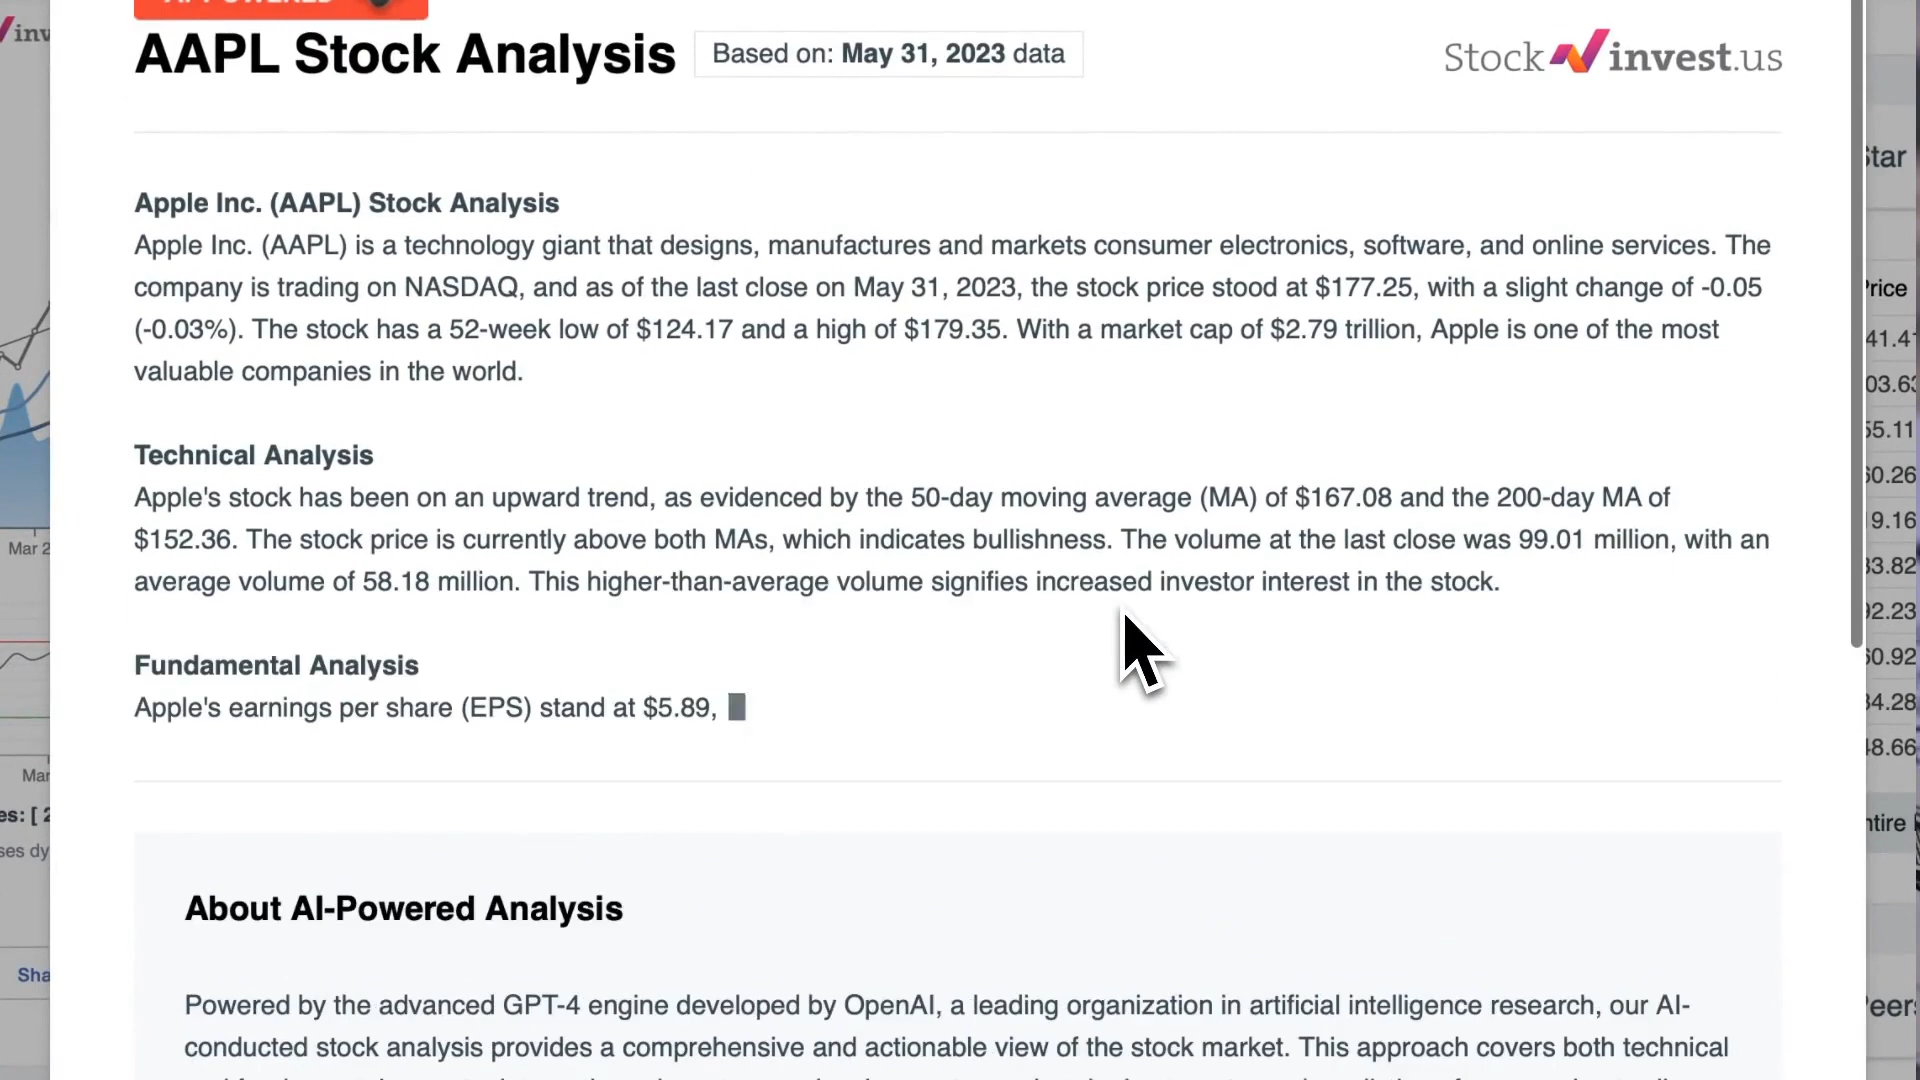 AAPL Stock Analysis
Based on: May 31, 2023 data
Stock invest.us
Apple Inc. (AAPL) Stock Analysis
Apple Inc. (AAPL) is a technology giant that designs, manufactures and markets consumer electronics, software, and online services. The
company is trading on NASDAQ, and as of the last close on May 31, 2023, the stock price stood at $177.25, with a slight change of -0.05
(-0.03%). The stock has a 52-week low of $124.17 and a high of $179.35. With a market cap of $2.79 trillion, Apple is one of the most
valuable companies in the world.
Technical Analysis
Apple's stock has been on an upward trend, as evidenced by the 50-day moving average (MA) of $167.08 and the 200-day MA of
$152.36. The stock price is currently above both MAs, which indicates bullishness. The volume at the last close was 99.01 million, with an
average volume of 58.18 million. This higher-than-average volume signifies increased investor interest in the stock.
Fundamental Analysis
Apple's earnings per share (EPS) stand at $5.89,
About AI-Powered Analysis
Powered by the advanced GPT-4 engine developed by OpenAI, a leading organization in artificial intelligence research, our AI-
conducted stock analysis provides a comprehensive and actionable view of the stock market. This approach covers both technical